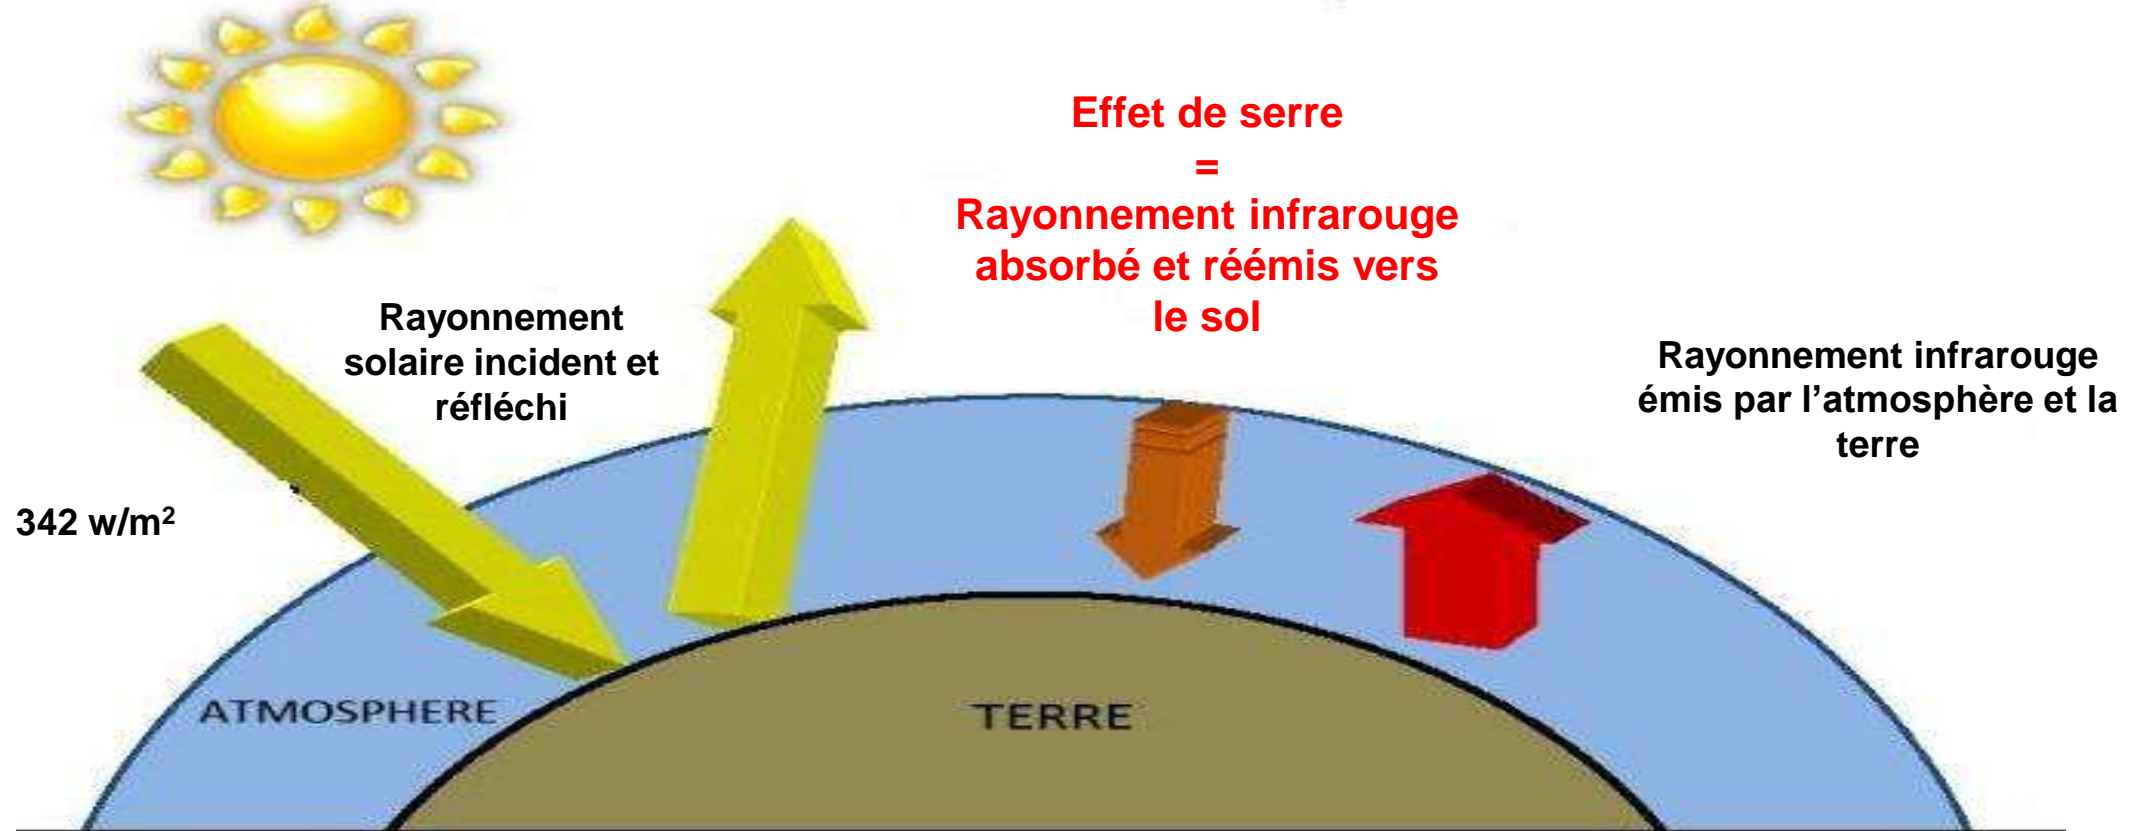 Effet de serre
=
Rayonnement infrarouge
absorbé et réémis vers
le sol
Rayonnement
solaire incident et
réfléchi
Rayonnement infrarouge
émis par l’atmosphère et la
terre
342 w/m²
ATMOSPHERE
TERRE